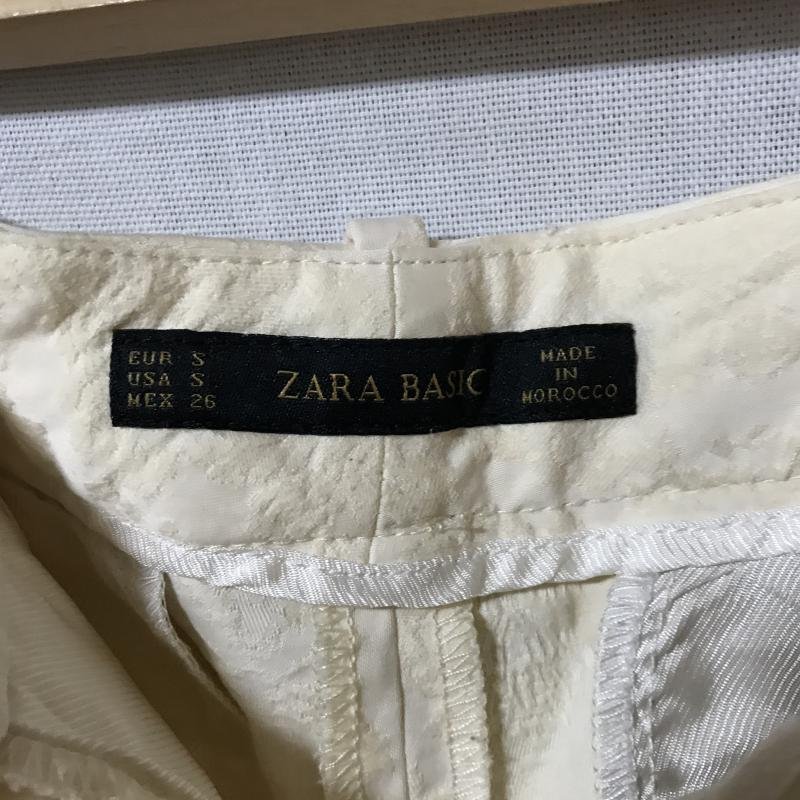 EUR S
USA S
MEX 26
ZARA BASIC
MADE
IN
MOROCCO